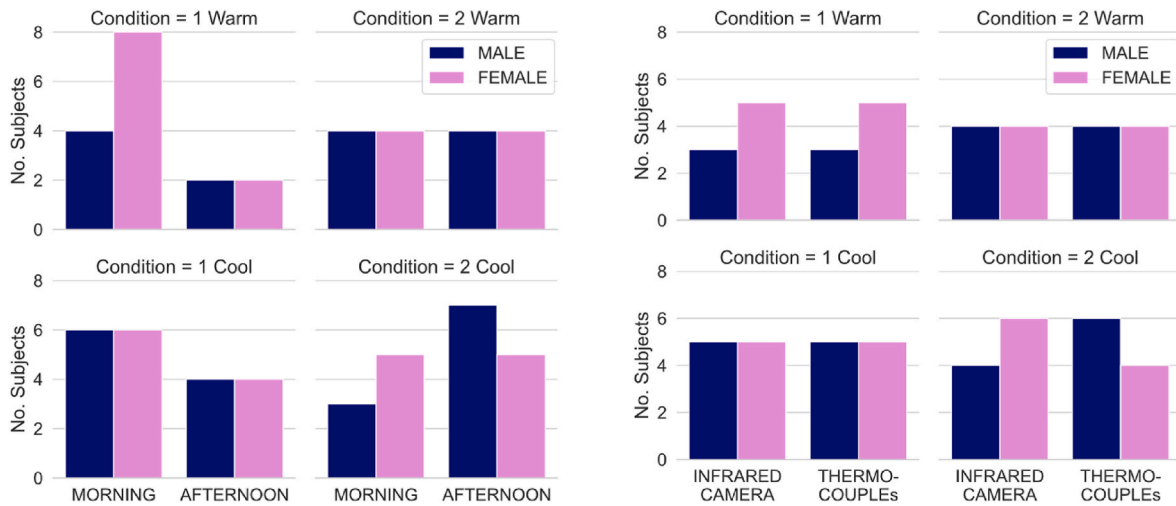 Condition = 1 Warm
Condition = 2 Warm
No. Subjects
8
6
4
2
0
MALE
FEMALE
Condition = 1 Cool
Condition = 2 Cool
No. Subjects
8
6
4
2
0
MORNING
AFTERNOON
MORNING
AFTERNOON
Condition = 1 Warm
Condition = 2 Warm
No. Subjects
8
6
4
2
0
MALE
FEMALE
Condition = 1 Cool
Condition = 2 Cool
No. Subjects
8
6
4
2
0
INFRARED
CAMERA
THERMO-
COUPLEs
INFRARED
CAMERA
THERMO-
COUPLEs